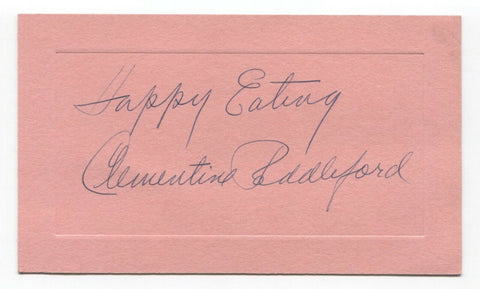 Happy Eating
Clementine Paddleford